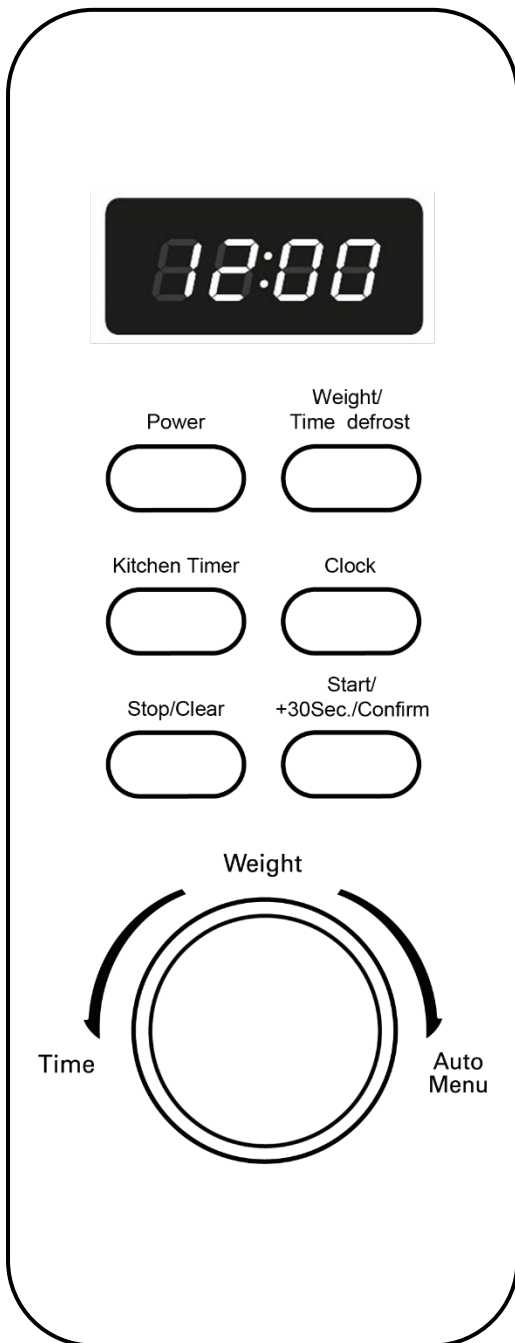 12:00
Power
Weight/
Time defrost
Kitchen Timer
Clock
Stop/Clear
Start/
+30Sec./Confirm
Weight
Time
Auto
Menu